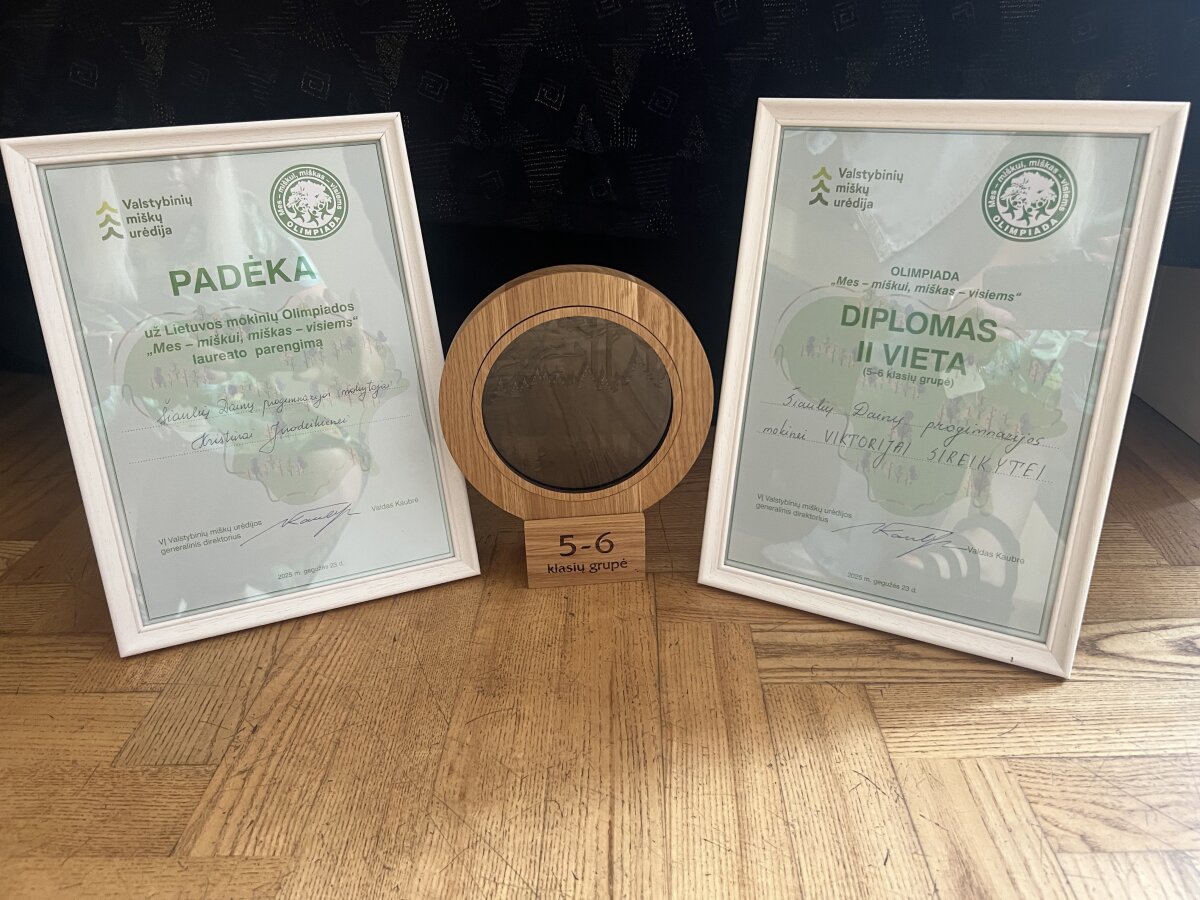 Valstybinių
miškų
urėdija
Mes – miškui, miškas – visiems
OLIMPIADA
PADĖKA
už Lietuvos mokinių Olimpiados
„Mes – miškui, miškas – visiems“
laureato parengimą
Šiaulių Dainų progimnazijos mokytojai
Kristinai Juodeikienei
VĮ Valstybinių miškų urėdijos
generalinis direktorius
Valdas Kaubrė
2025 m. gegužės 23 d.
5-6
klasių grupė
Valstybinių
miškų
urėdija
Mes – miškui, miškas – visiems
OLIMPIADA
OLIMPIADA
„Mes – miškui, miškas – visiems“
DIPLOMAS
II VIETA
(5–6 klasių grupė)
Šiaulių Dainų progimnazijos
mokinei VIKTORIJAI SIREIKYTEI
VĮ Valstybinių miškų urėdijos
generalinis direktorius
Valdas Kaubrė
2025 m. gegužės 23 d.